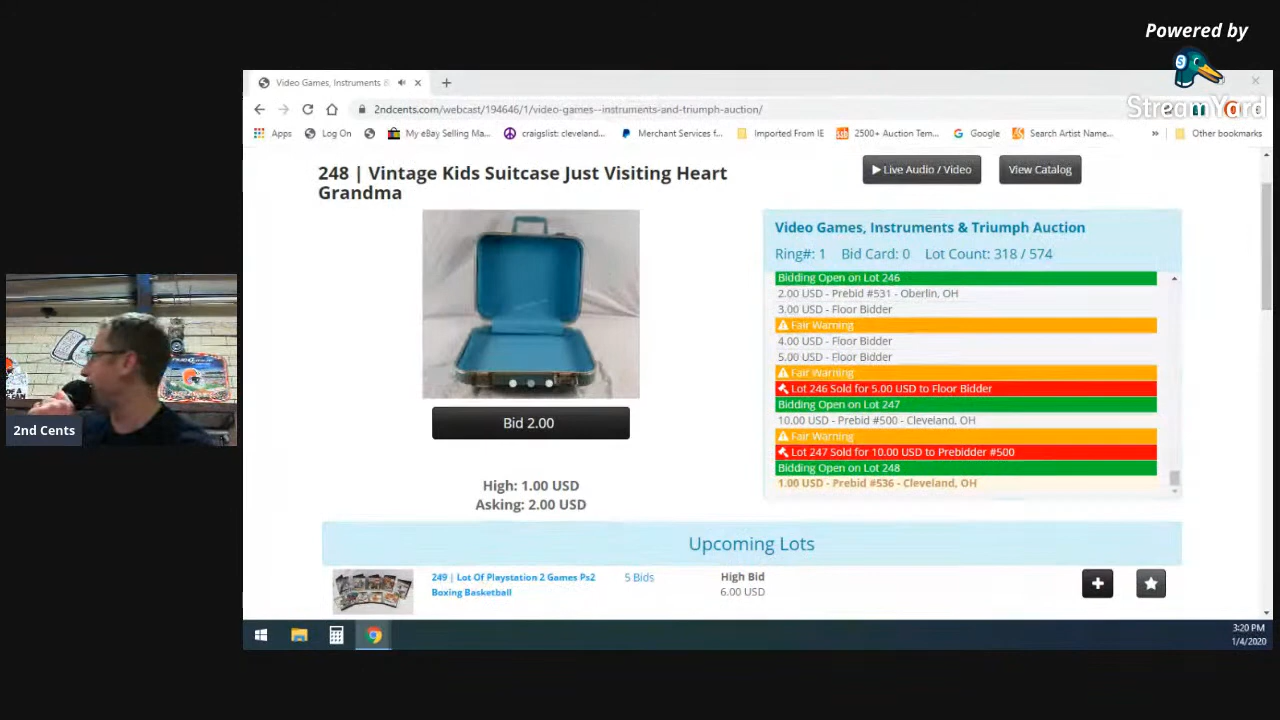 Powered by
S
StreamYard
Video Games, Instruments &
2ndcents.com/webcast/194646/1/video-games--instruments-and-triumph-auction/
Apps
Log On
My eBay Selling Ma...
craigslist: cleveland...
Merchant Services f...
Imported From IE
2500+ Auction Tem...
Google
Search Artist Name...
»
Other bookmarks
248 | Vintage Kids Suitcase Just Visiting Heart
Grandma
Live Audio / Video
View Catalog
Video Games, Instruments & Triumph Auction
Ring#: 1 Bid Card: 0 Lot Count: 318 / 574
Bidding Open on Lot 246
2.00 USD - Prebid #531 - Oberlin, OH
3.00 USD - Floor Bidder
Fair Warning
4.00 USD - Floor Bidder
5.00 USD - Floor Bidder
Fair Warning
Lot 246 Sold for 5.00 USD to Floor Bidder
Bidding Open on Lot 247
10.00 USD - Prebid #500 - Cleveland, OH
Fair Warning
Lot 247 Sold for 10.00 USD to Prebidder #500
Bidding Open on Lot 248
1.00 USD - Prebid #536 - Cleveland, OH
Bid 2.00
High: 1.00 USD
Asking: 2.00 USD
2nd Cents
Upcoming Lots
249 | Lot Of Playstation 2 Games Ps2
Boxing Basketball
5 Bids
High Bid
6.00 USD
3:20 PM
1/4/2020